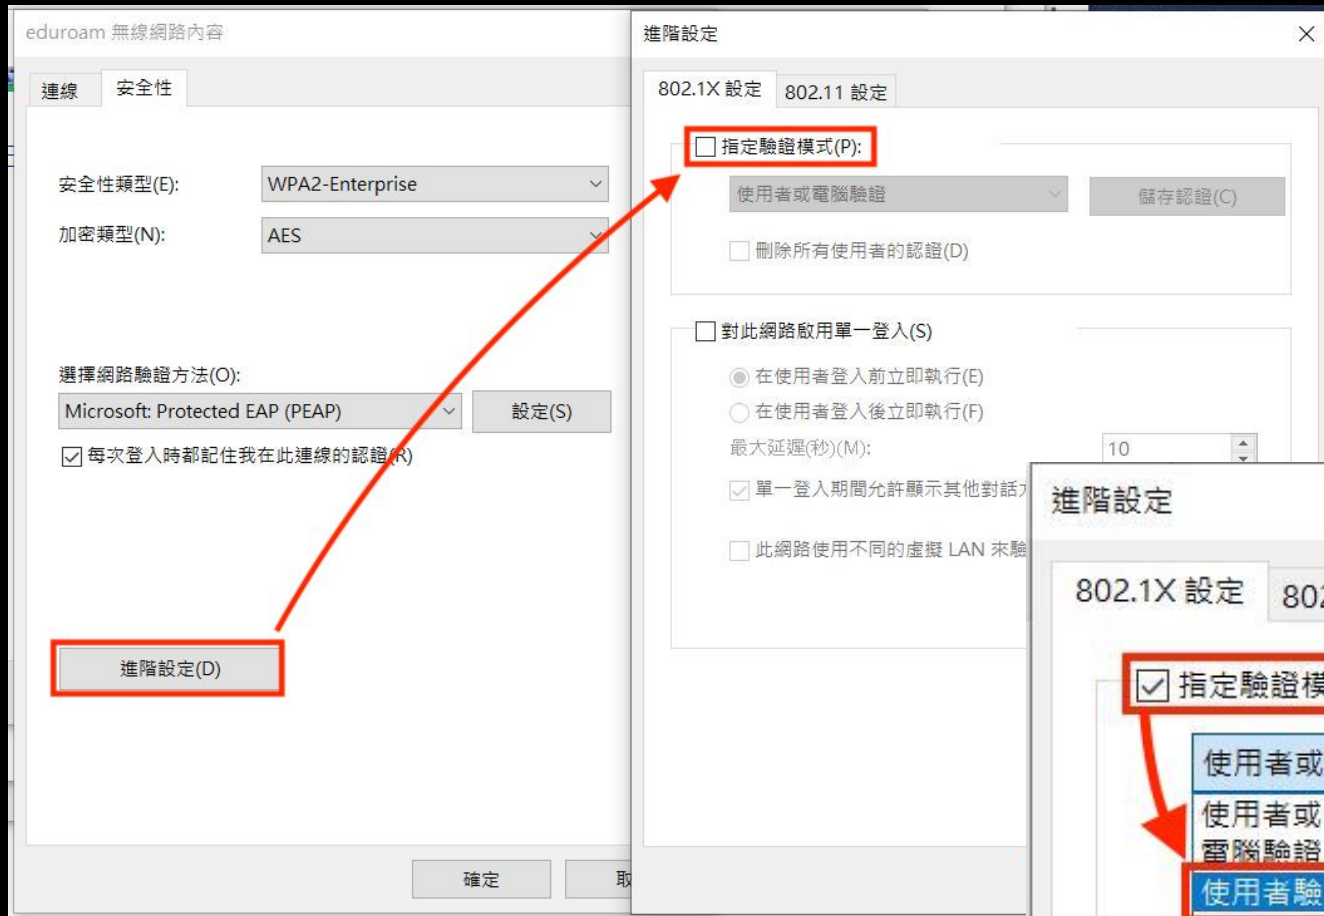 eduroam 無線網路內容
連線
安全性
安全性類型(E):
WPA2-Enterprise
加密類型(N):
AES
選擇網路驗證方法(O):
Microsoft: Protected EAP (PEAP)
設定(S)
每次登入時都記住我在此連線的認證(R)
進階設定(D)
確定
取
進階設定
802.1X 設定
802.11 設定
指定驗證模式(P):
使用者或電腦驗證
儲存認證(C)
刪除所有使用者的認證(D)
對此網路啟用單一登入(S)
在使用者登入前立即執行(E)
在使用者登入後立即執行(F)
最大延遲(秒)(M):
10
單一登入期間允許顯示其他對話
此網路使用不同的虛擬 LAN 來驗
進階設定
802.1X 設定
802
指定驗證模
使用者或
使用者或
電腦驗證
使用者驗